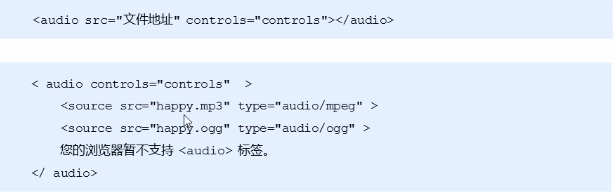 <audio src="文件地址" controls="controls"></audio>
< audio controls="controls"  >
<source src="happy.mp3" type="audio/mpeg" >
<source src="happy.ogg" type="audio/ogg" >
您的浏览器暂不支持 <audio> 标签。
</ audio>